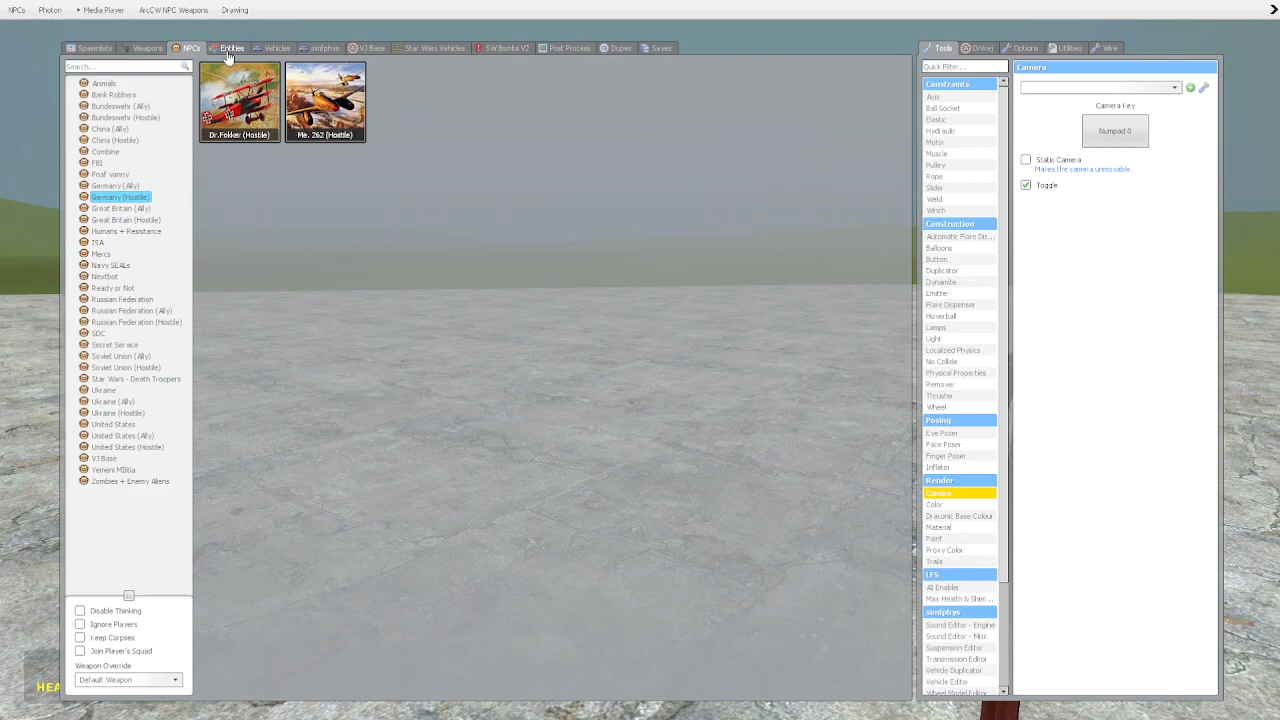 NPCs Photon Media Player ArcCW NPC Weapons Drawing
Spawnlists Weapons NPCs Entities Vehicles simfphys VJ Base Star Wars Vehicles SW Bombs V2 Post Process Dupes Saves
Search...
Animals
Bank Robbers
Bundeswehr (Ally)
Bundeswehr (Hostile)
China (Ally)
China (Hostile)
Combine
FBI
Fnaf vanny
Germany (Ally)
Germany (Hostile)
Great Britain (Ally)
Great Britain (Hostile)
Humans + Resistance
ISA
Mercs
Navy SEALs
Nextbot
Ready or Not
Russian Federation
Russian Federation (Ally)
Russian Federation (Hostile)
SDC
Secret Service
Soviet Union (Ally)
Soviet Union (Hostile)
Star Wars - Death Troopers
Ukraine
Ukraine (Ally)
Ukraine (Hostile)
United States
United States (Ally)
United States (Hostile)
VJ Base
Yemeni Militia
Zombies + Enemy Aliens
Disable Thinking
Ignore Players
Keep Corpses
Join Player's Squad
Weapon Override
Default Weapon
HEA
Dr.Fokker (Hostile) Me. 262 (Hostile)
Tools DrVrej Options Utilities Wire
Quick Filter...
Constraints
Axis
Ball Socket
Elastic
Hydraulic
Motor
Muscle
Pulley
Rope
Slider
Weld
Winch
Construction
Automatic Flare Dis...
Balloons
Button
Duplicator
Dynamite
Emitter
Flare Dispenser
Hoverball
Lamps
Light
Localized Physics
No Collide
Physical Properties
Remover
Thruster
Wheel
Posing
Eye Poser
Face Poser
Finger Poser
Inflator
Render
Camera
Color
Draconic Base Colour
Material
Paint
Proxy Color
Trails
LFS
AI Enabler
Max Health & Shiel...
simfphys
Sound Editor - Engine
Sound Editor - Misc
Suspension Editor
Transmission Editor
Vehicle Duplicator
Vehicle Editor
Wheel Model Editor
Camera
Camera Key
Numpad 0
Static Camera
Makes the camera unmovable.
Toggle